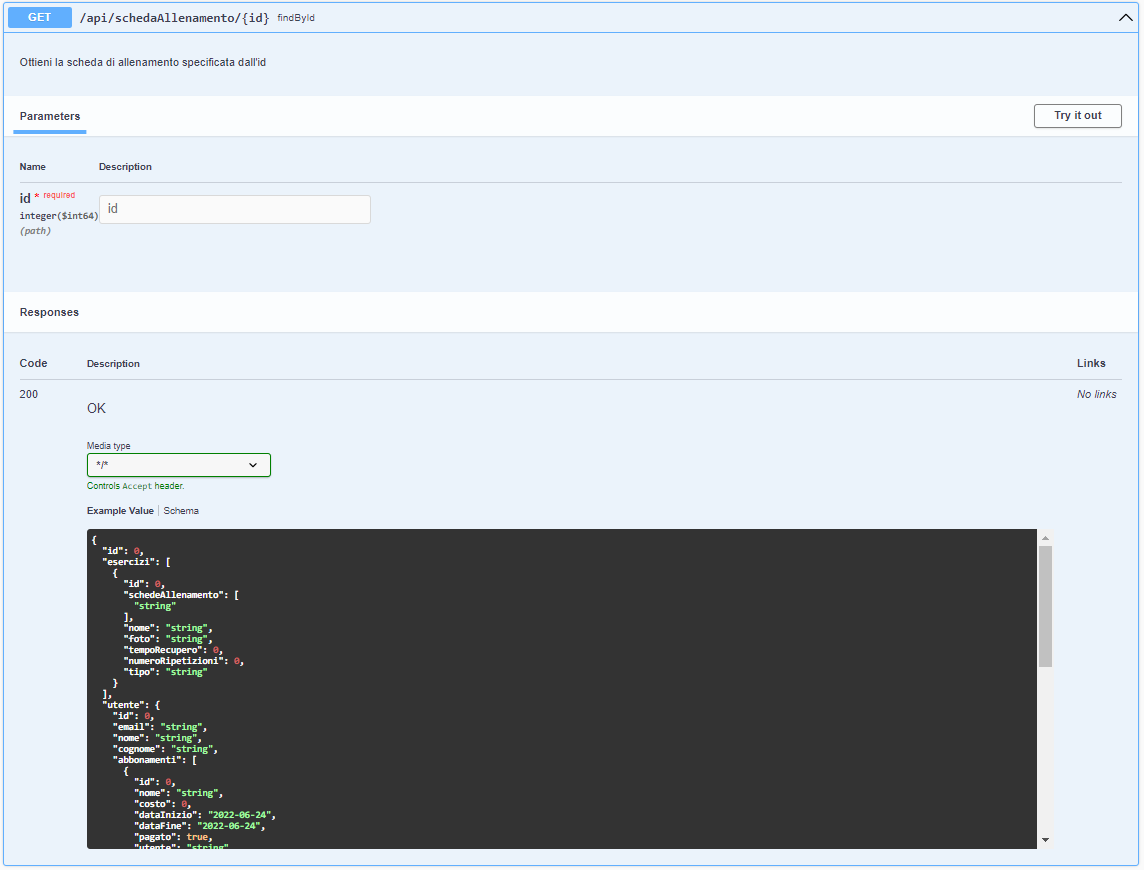 GET /api/schedaAllenamento/{id} findById
Ottieni la scheda di allenamento specificata dall'id
Parameters
Try it out
Name Description
id * required
integer($int64)
(path)
id
Responses
Code Description Links
200
OK
No links
Media type
*/*
Controls Accept header.
Example Value Schema
{
"id": 0,
"esercizi": [
{
"id": 0,
"schedeAllenamento": [
"string"
],
"nome": "string",
"foto": "string",
"tempoRecupero": 0,
"numeroRipetizioni": 0,
"tipo": "string"
}
],
"utente": {
"id": 0,
"email": "string",
"nome": "string",
"cognome": "string",
"abbonamenti": [
{
"id": 0,
"nome": "string",
"costo": 0,
"dataInizio": "2022-06-24",
"dataFine": "2022-06-24",
"pagato": true,
"utente": "string"